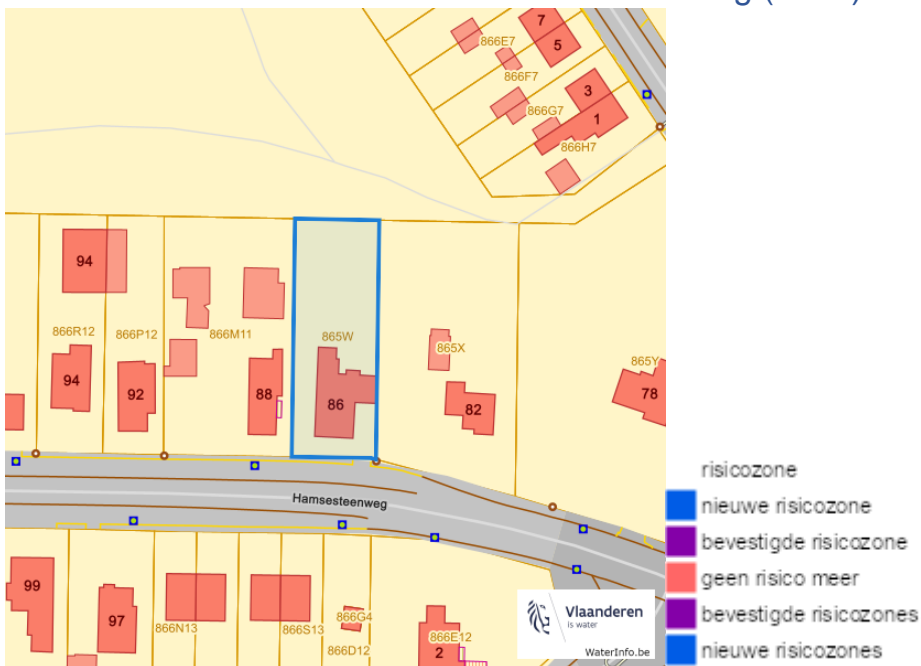 7
866E7
5
866F7
3
866G7
1
866H7
94
866R12
866P12
866M11
865W
865X
865Y
94
92
88
86
82
78
Hamsesteenweg
99
97
866N13
866S13
866G4
866D12
866E12
2
Vlaanderen
is water
WaterInfo.be
risicozone
nieuwe risicozone
bevestigde risicozone
geen risico meer
bevestigde risicozones
nieuwe risicozones